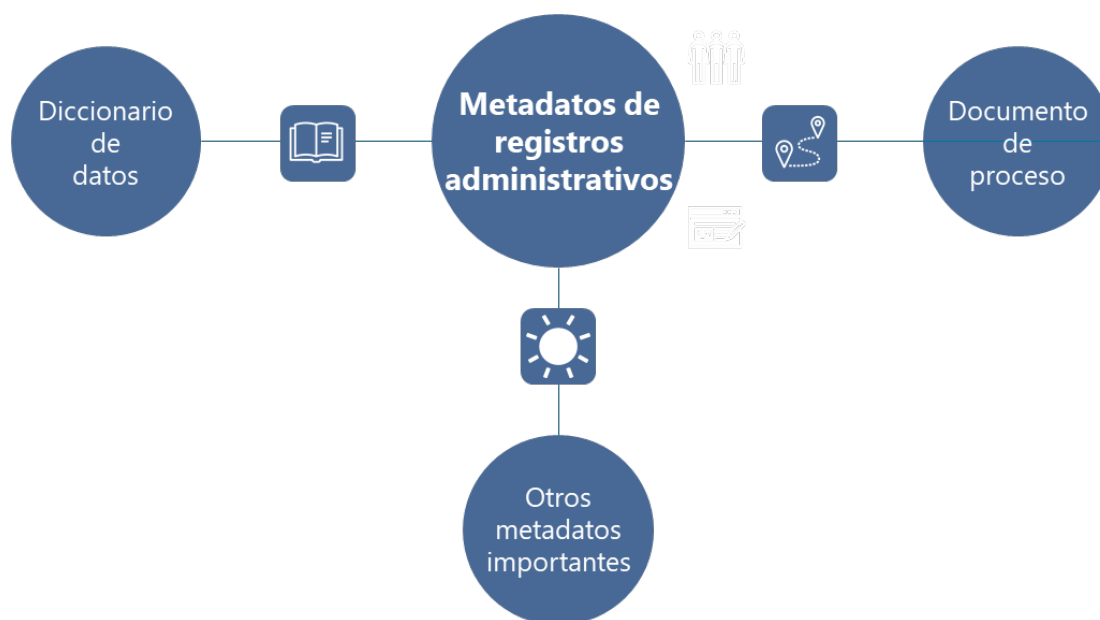 Diccionario
de
datos
Metadatos de
registros
administrativos
Documento
de
proceso
Otros
metadatos
importantes